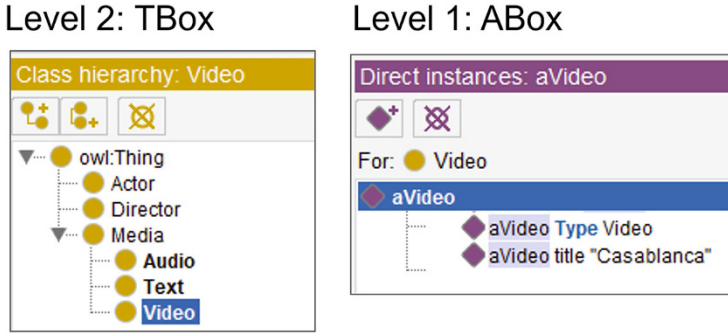 Level 2: TBox
Class hierarchy: Video
owl:Thing
Actor
Director
Media
Audio
Text
Video
Level 1: ABox
Direct instances: aVideo
For: Video
aVideo
aVideo Type Video
aVideo title "Casablanca"